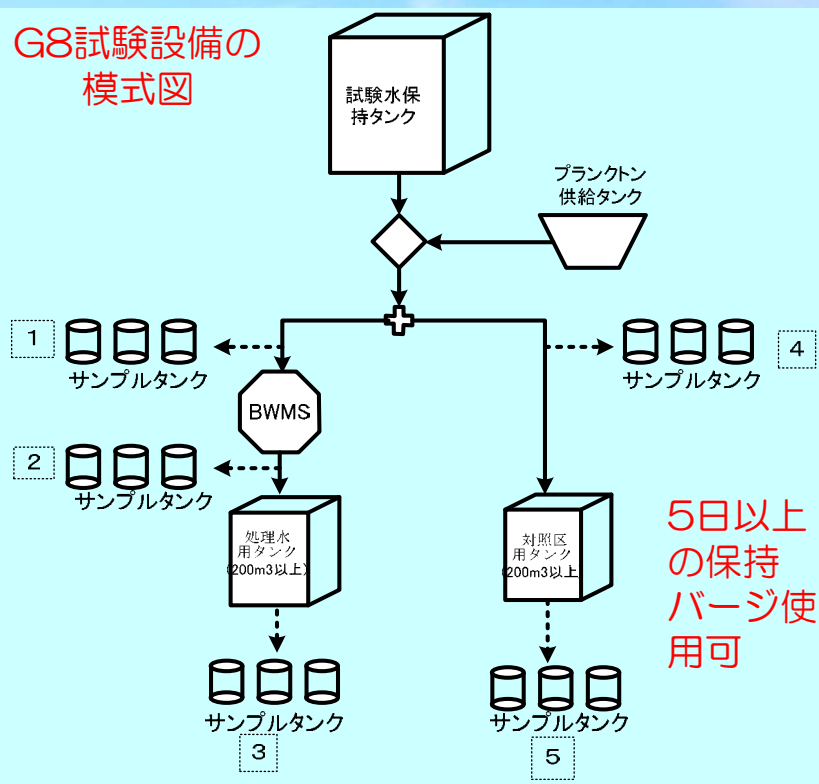 G8試験設備の
模式図
試験水保
持タンク
プランクトン
供給タンク
1
サンプルタンク
4
サンプルタンク
BWMS
2
サンプルタンク
処理水
用タンク
(200m3以上)
対照区
用タンク
(200m3以上)
5日以上
の保持
バージ使
用可
サンプルタンク
3
サンプルタンク
5